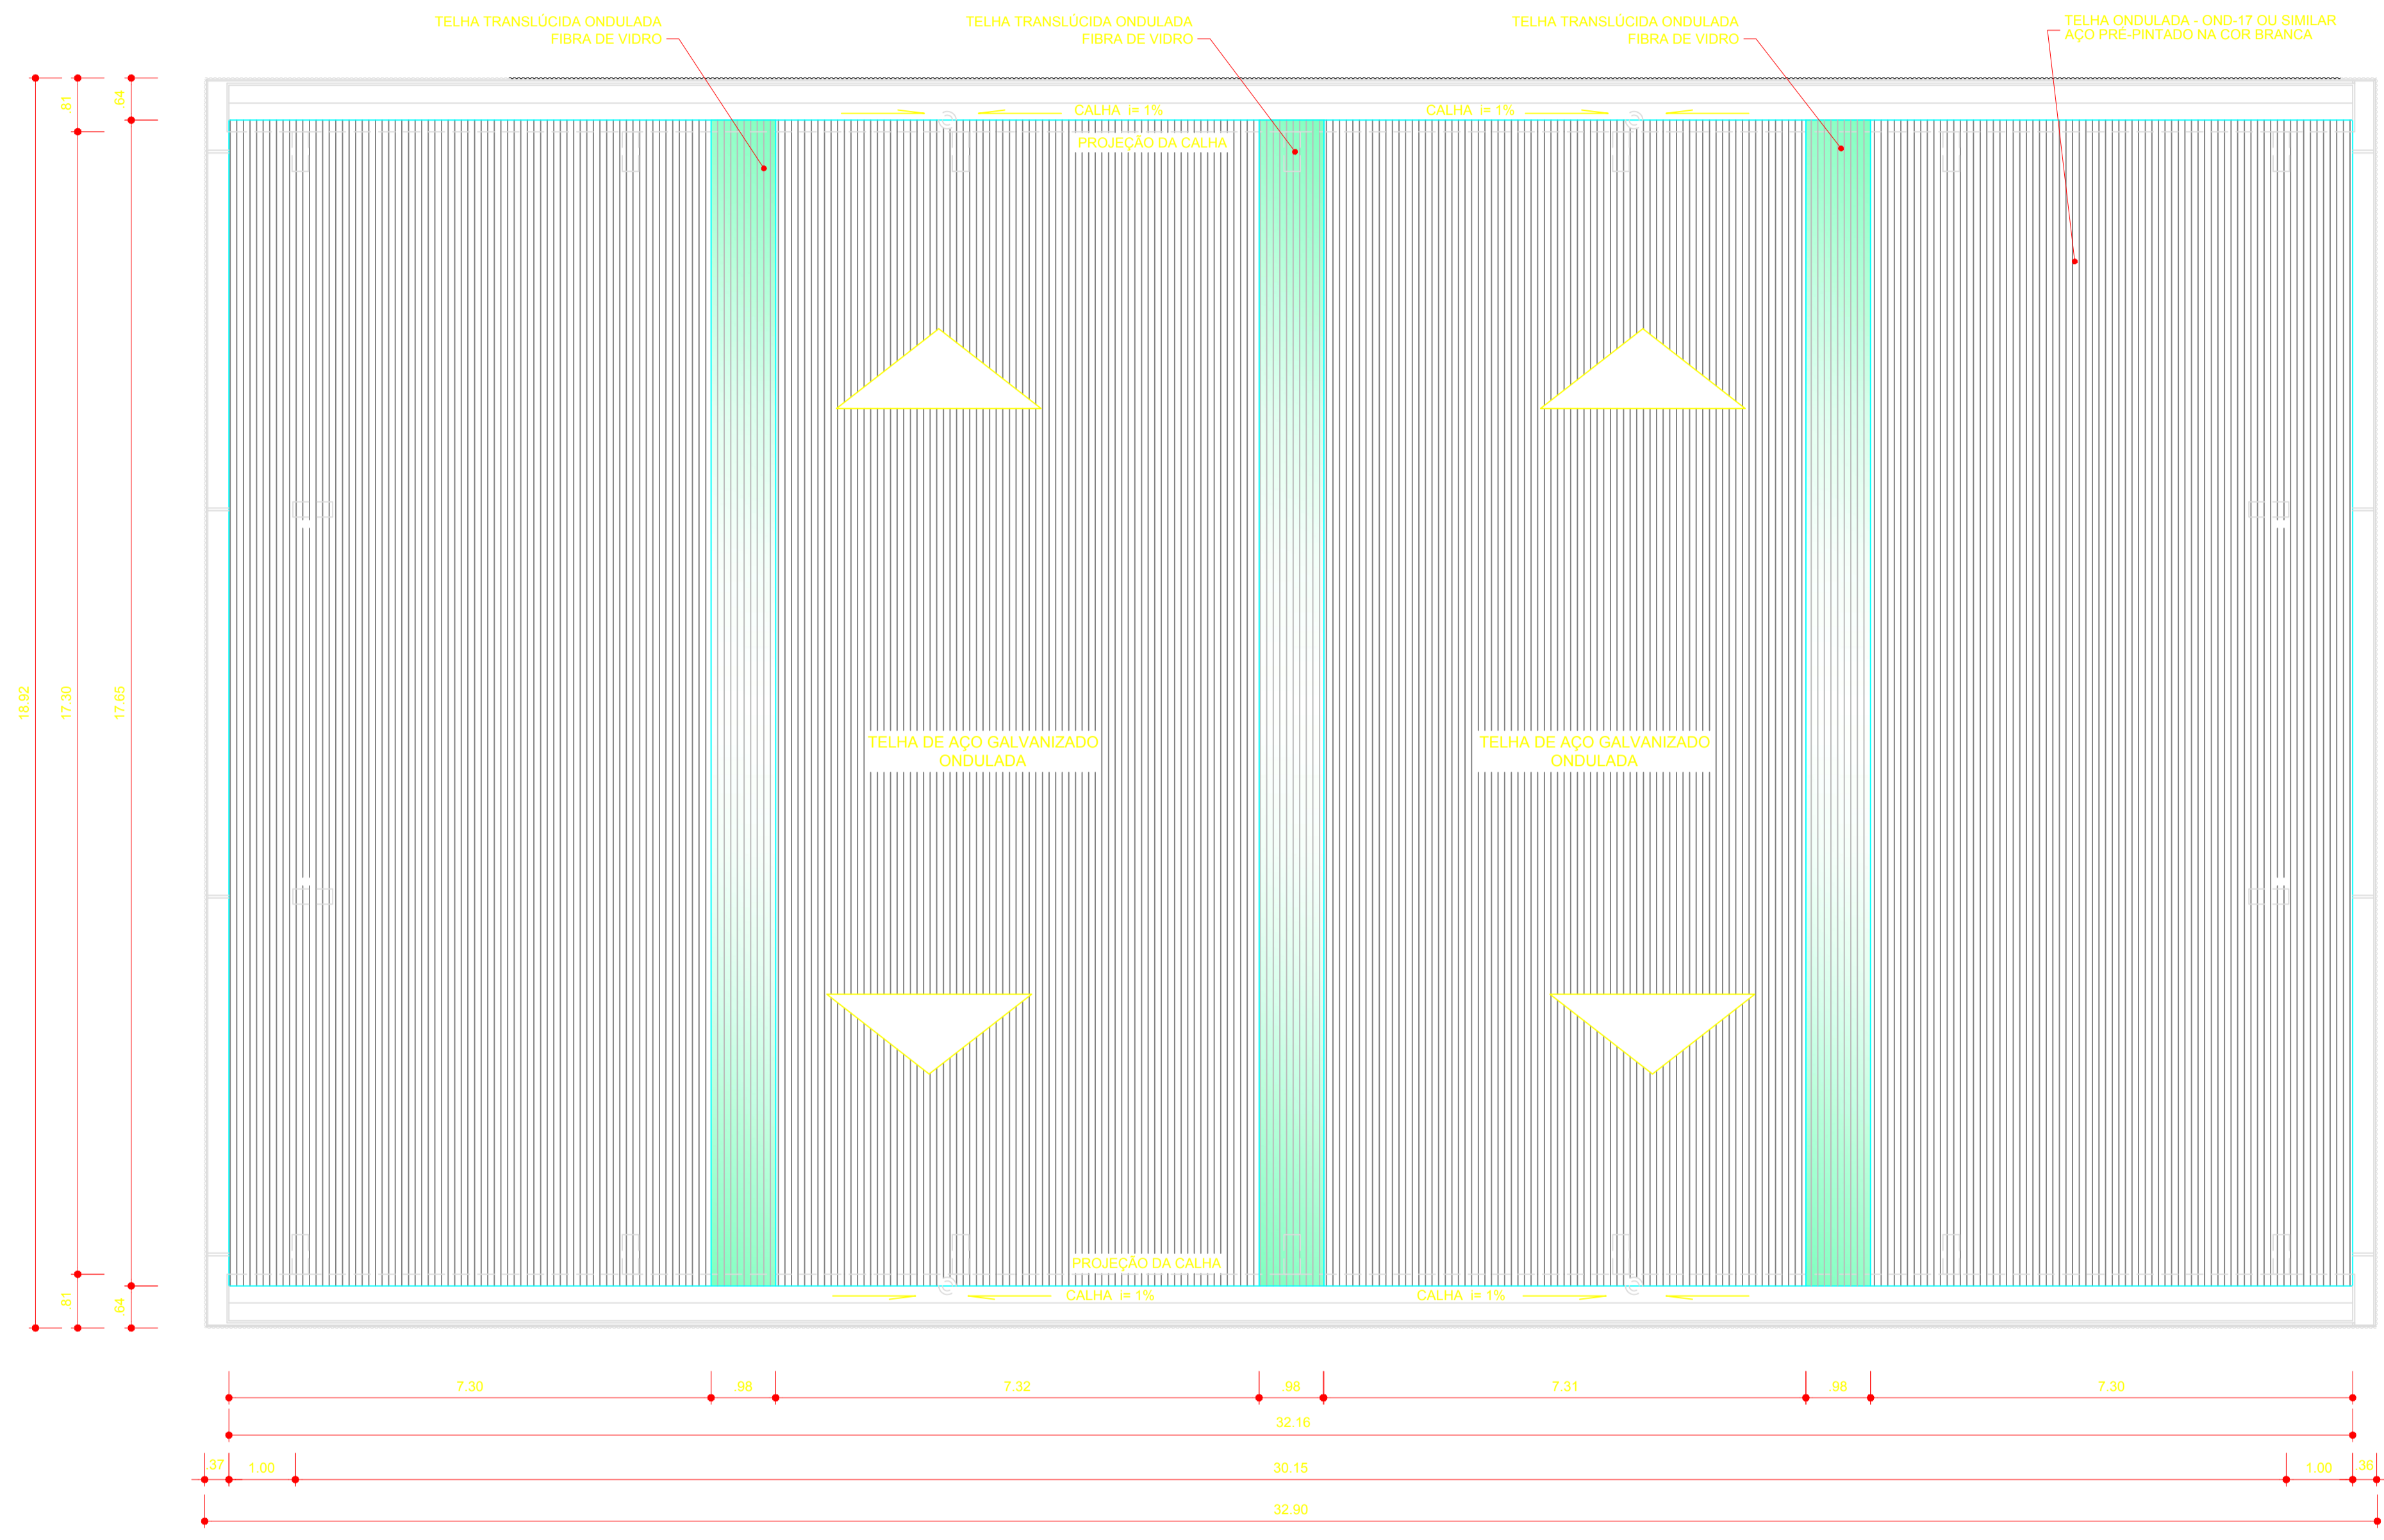 TELHA TRANSLÚCIDA ONDULADA
FIBRA DE VIDRO
TELHA TRANSLÚCIDA ONDULADA
FIBRA DE VIDRO
TELHA TRANSLÚCIDA ONDULADA
FIBRA DE VIDRO
TELHA ONDULADA - OND-17 OU SIMILAR
AÇO PRÉ-PINTADO NA COR BRANCA
.81
.64
CALHA i= 1%
CALHA i= 1%
PROJEÇÃO DA CALHA
18.92
17.30
17.65
TELHA DE AÇO GALVANIZADO
ONDULADA
TELHA DE AÇO GALVANIZADO
ONDULADA
PROJEÇÃO DA CALHA
.81
.64
CALHA i= 1%
CALHA i= 1%
7.30
.98
7.32
.98
7.31
.98
7.30
32.16
.37
1.00
30.15
1.00
.36
32.90